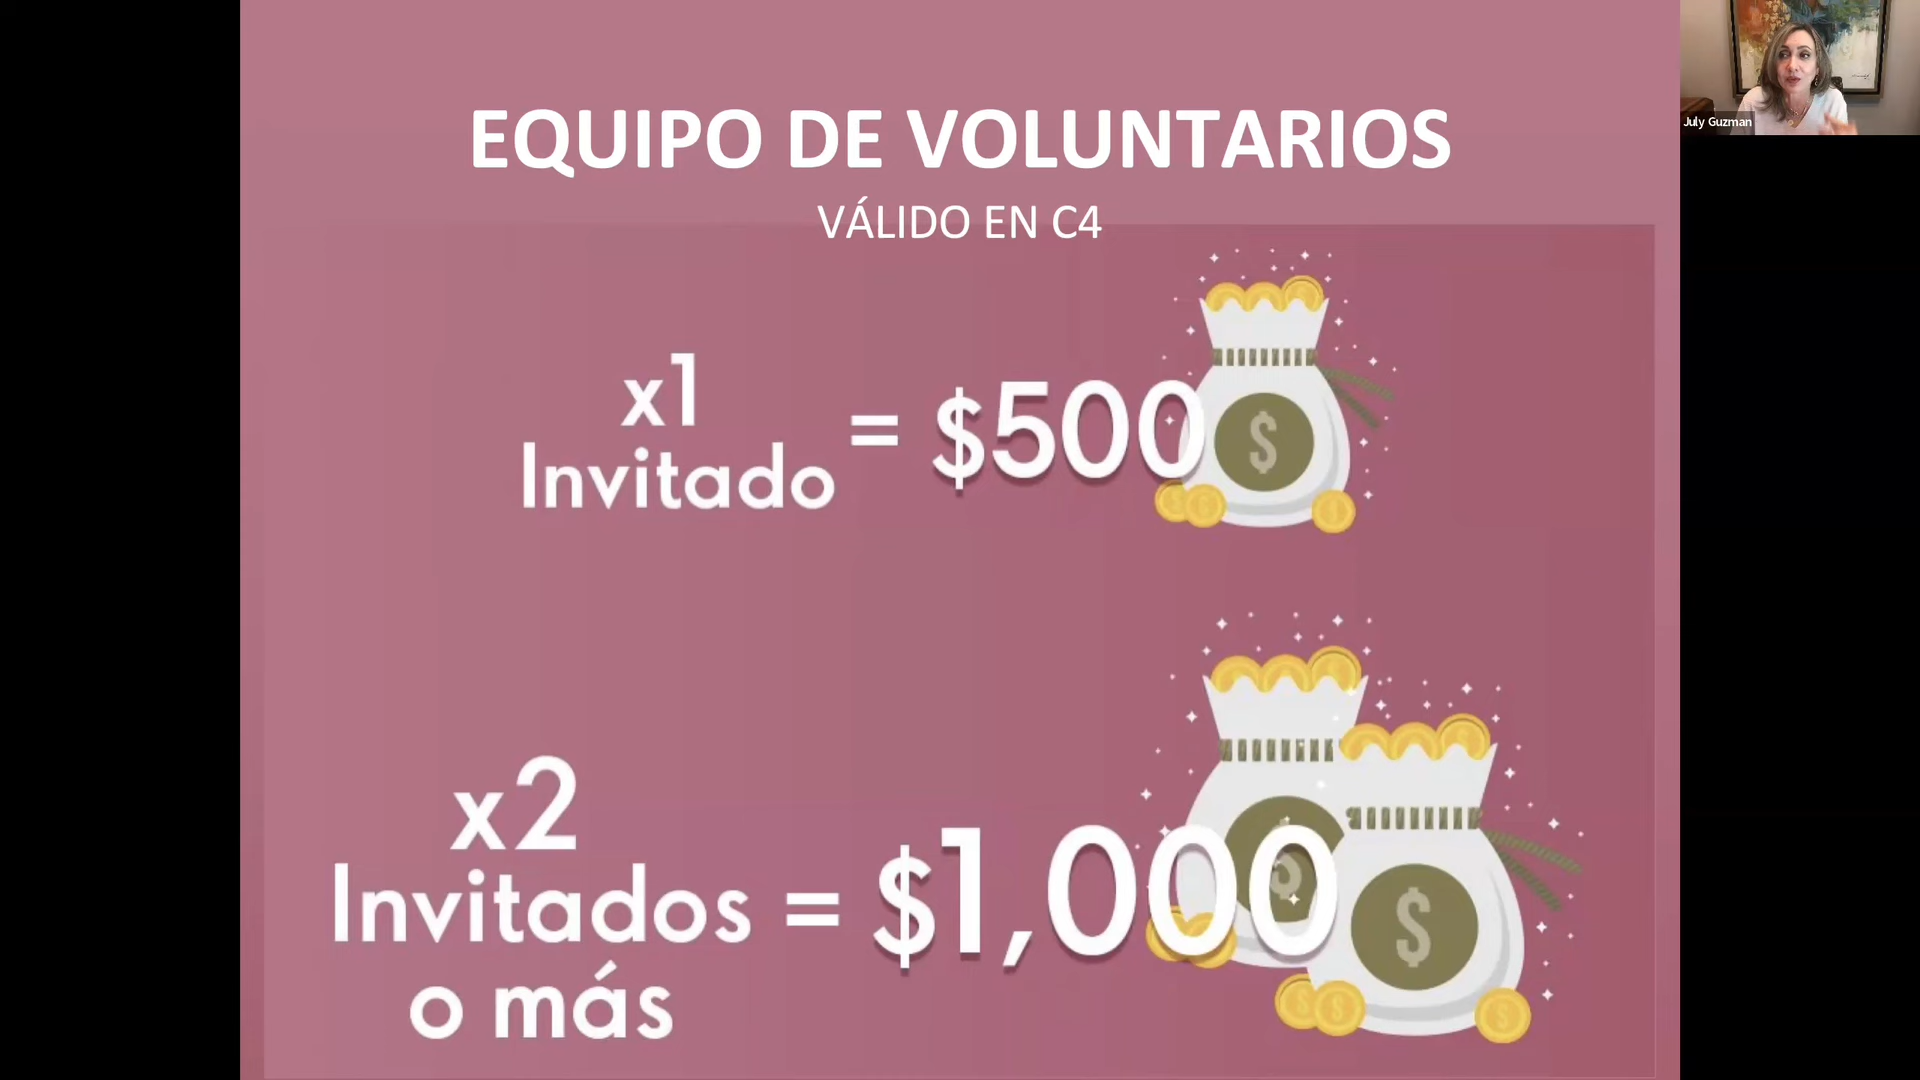 EQUIPO DE VOLUNTARIOS
VÁLIDO EN C4
x1
Invitado
= $500
$
x2
Invitados
o más
= $1,000
$
$
July Guzman